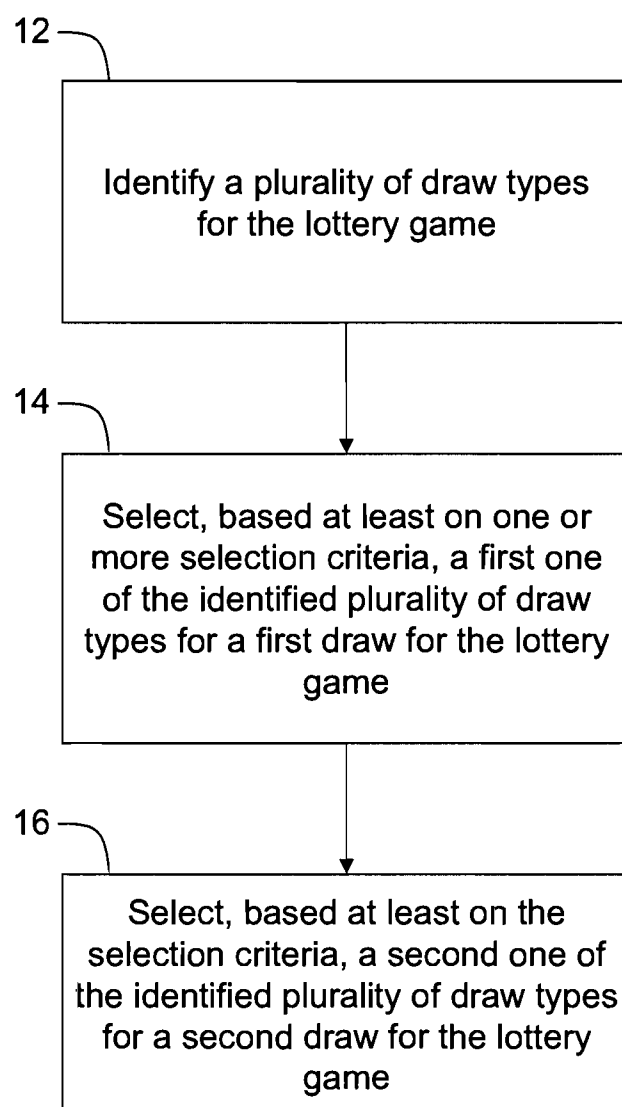 12
Identify a plurality of draw types
for the lottery game
14
Select, based at least on one or
more selection criteria, a first one
of the identified plurality of draw
types for a first draw for the lottery
game
16
Select, based at least on the
selection criteria, a second one of
the identified plurality of draw types
for a second draw for the lottery
game